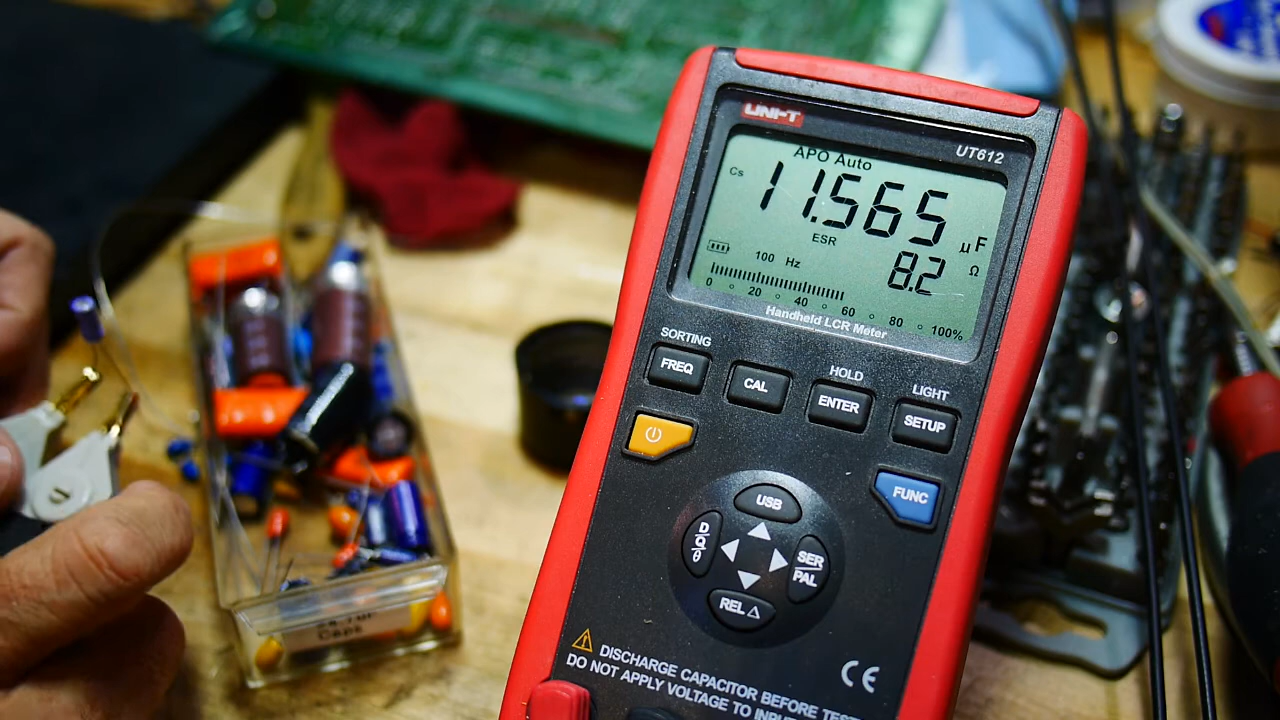 UNI-T
UT612
APO Auto
Cs 11.565 µF
ESR 8.2 Ω
100 Hz
0 20 40 60 80 100%
Handheld LCR Meter
SORTING HOLD LIGHT
FREQ CAL ENTER SETUP
FUNC
USB
D Q θ
SER PAL
REL △
DISCHARGE CAPACITOR BEFORE
DO NOT APPLY VOLTAGE TO
CE
Caps